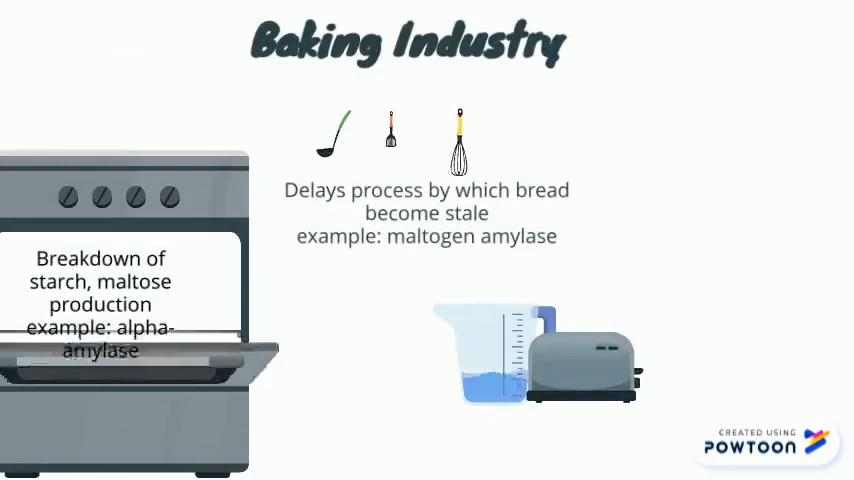 Baking Industry
Delays process by which bread
become stale
example: maltogen amylase
Breakdown of
starch, maltose
production
example: alpha-
amylase
CREATED USING
POWTOON